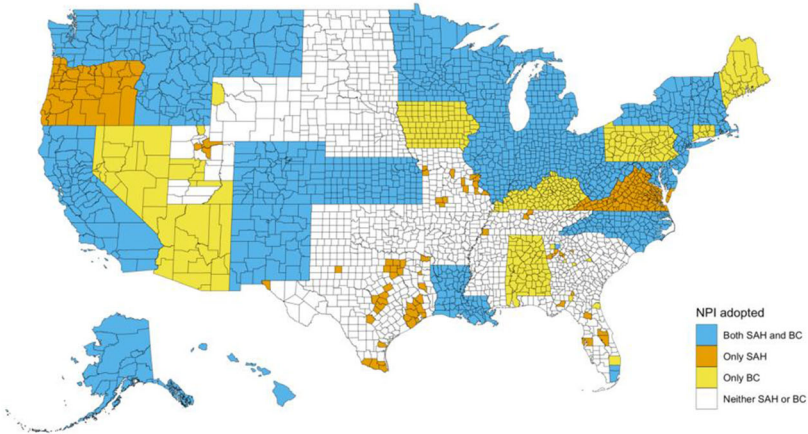 NPI adopted
Both SAH and BC
Only SAH
Only BC
Neither SAH or BC